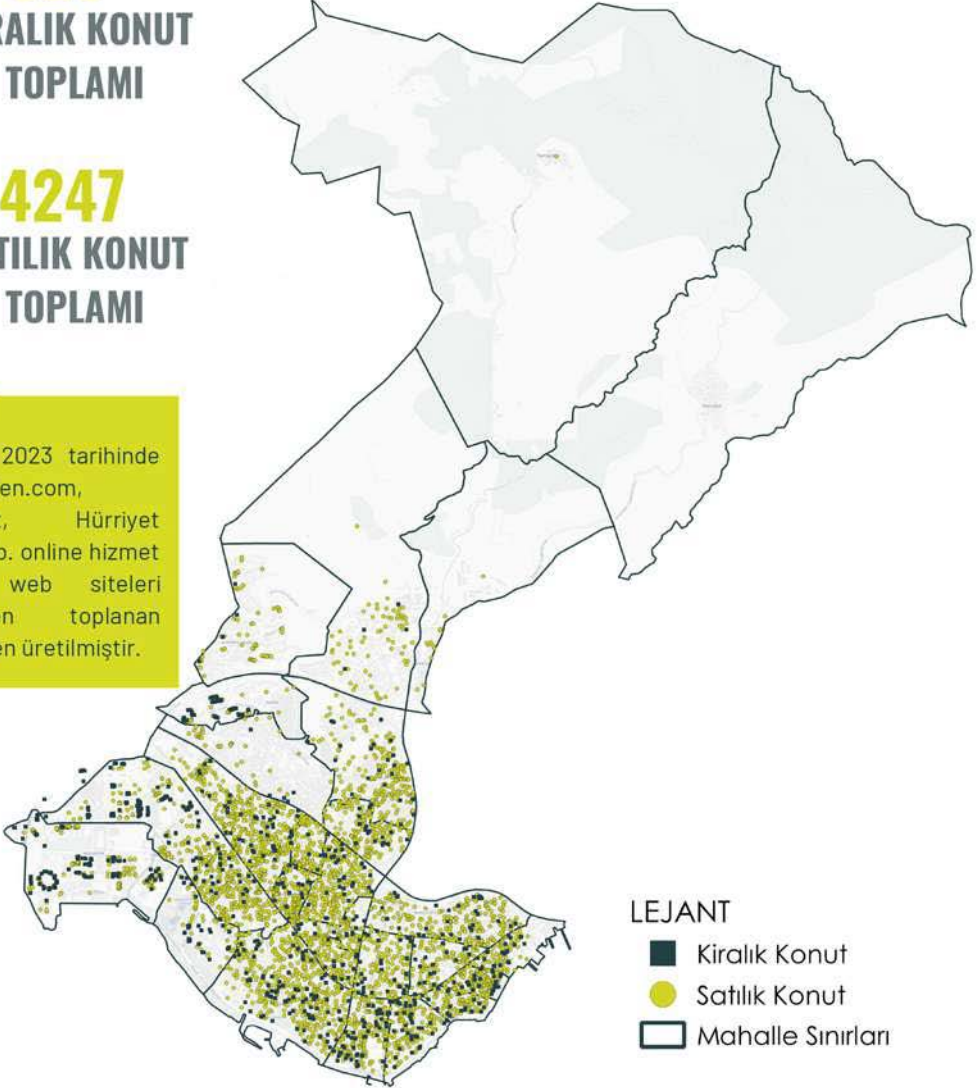 RALIK KONUT
TOPLAMI
4247
TILIK KONUT
TOPLAMI
2023 tarihinde
en.com,
Hürriyet
online hizmet
web siteleri
toplanan
en üretilmiştir.
LEJANT
Kiralık Konut
Satılık Konut
Mahalle Sınırları